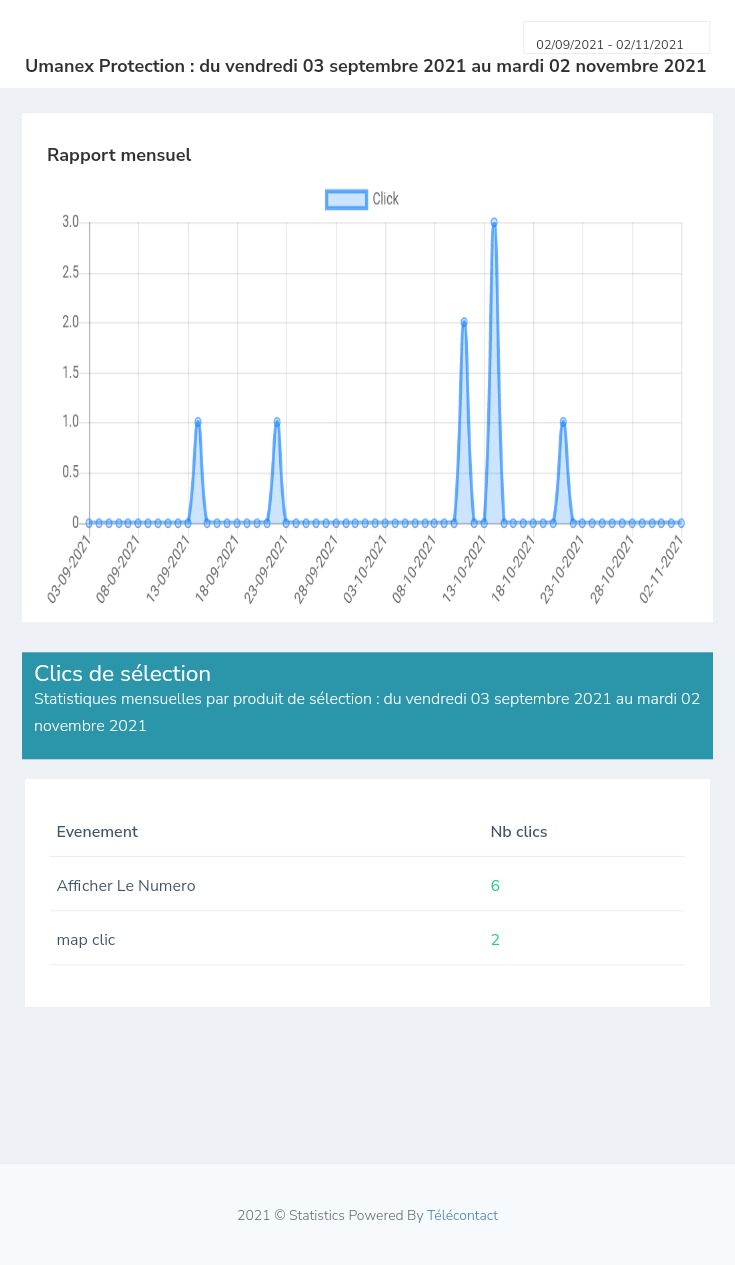 02/09/2021 - 02/11/2021
Umanex Protection : du vendredi 03 septembre 2021 au mardi 02 novembre 2021
Rapport mensuel
Click
3.0
2.5
2.0
1.5
1.0
0.5
0
03-09-2021
08-09-2021
13-09-2021
18-09-2021
23-09-2021
28-09-2021
03-10-2021
08-10-2021
13-10-2021
18-10-2021
23-10-2021
28-10-2021
02-11-2021
Clics de sélection
Statistiques mensuelles par produit de sélection : du vendredi 03 septembre 2021 au mardi 02
novembre 2021
Evenement Nb clics
Afficher Le Numero 6
map clic 2
2021 © Statistics Powered By Télécontact